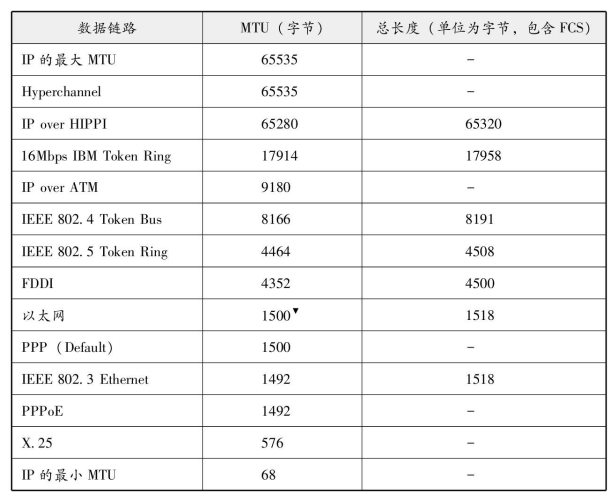 数据链路 MTU（字节） 总长度（单位为字节，包含 FCS）
IP 的最大 MTU 65535 –
Hyperchannel 65535 –
IP over HIPPI 65280 65320
16Mbps IBM Token Ring 17914 17958
IP over ATM 9180 –
IEEE 802.4 Token Bus 8166 8191
IEEE 802.5 Token Ring 4464 4508
FDDI 4352 4500
以太网 1500▼ 1518
PPP（Default） 1500 –
IEEE 802.3 Ethernet 1492 1518
PPPoE 1492 –
X.25 576 –
IP 的最小 MTU 68 –